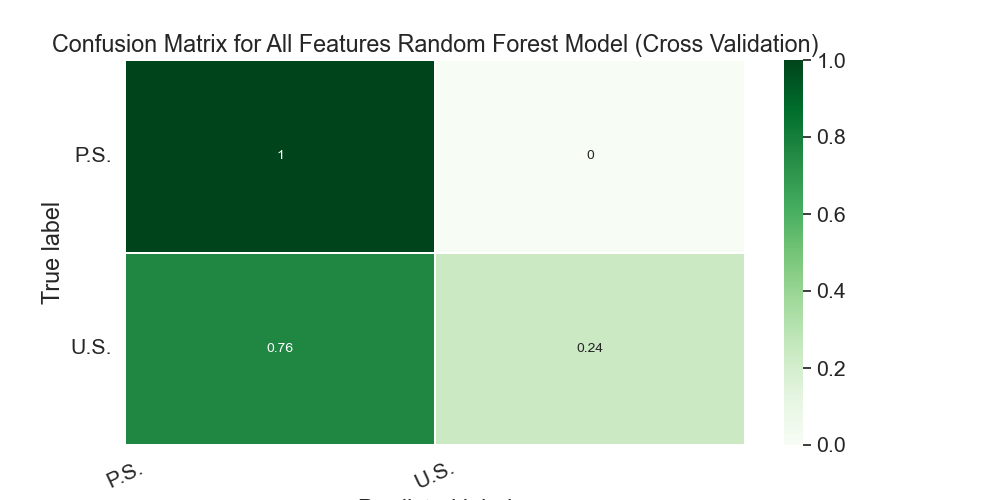 Confusion Matrix for All Features Random Forest Model (Cross Validation)
1.0
P.S.
1
0
0.8
0.6
True label
0.4
U.S.
0.76
0.24
0.2
0.0
P.S.
U.S.